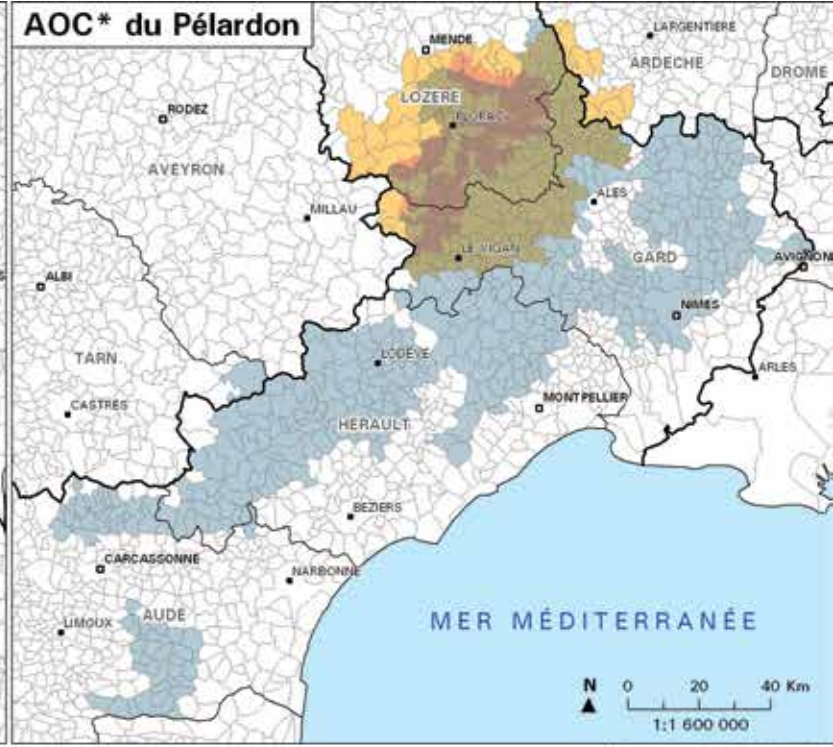 AOC* du Pélardon
MENDE
LARGENTIERE
ARDECHE
DROME
LOZERE
RODEZ
FLORAC
AVEYRON
ALES
MILLAU
LE VIGAN
GARD
AVIGNON
ALBI
NIMES
TARN
LODEVE
ARLES
CASTRES
MONTPELLIER
HERAULT
BEZIERS
CARCASSONNE
NARBONNE
LIMOUX
AUDE
MER MÉDITERRANÉE
N 0 20 40 Km
1:1 600 000